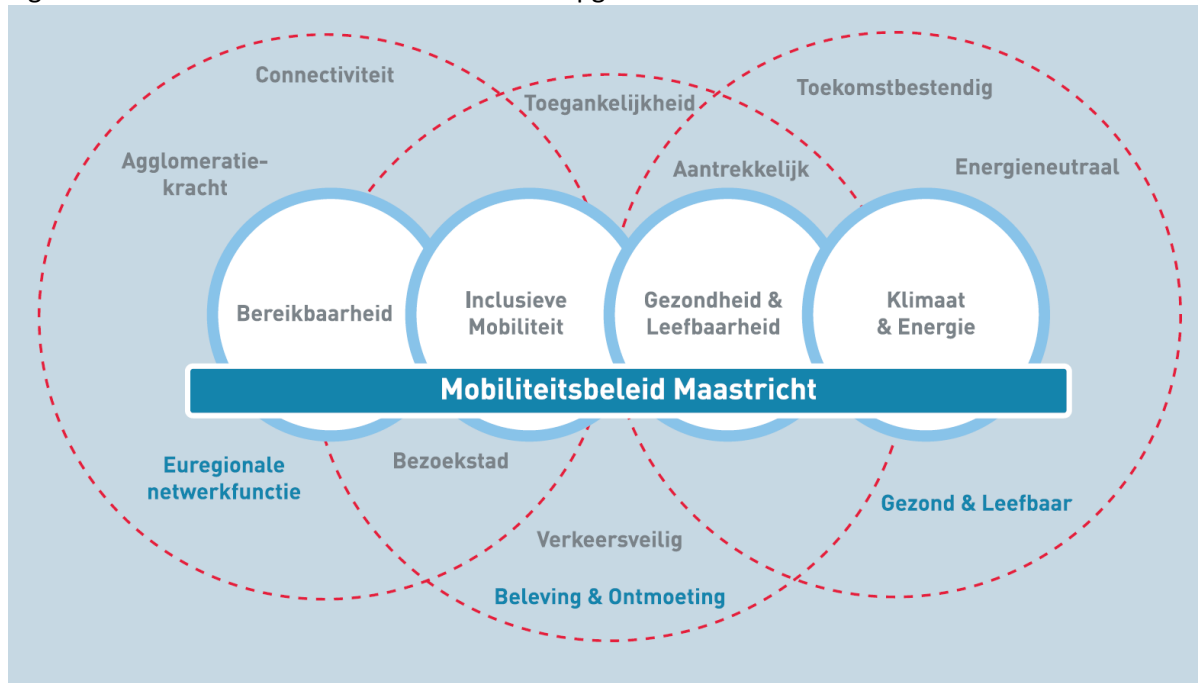 Connectiviteit
Toegankelijkheid
Toekomstbestendig
Agglomeratie-
kracht
Aantrekkelijk
Energieneutraal
Bereikbaarheid
Inclusieve
Mobiliteit
Gezondheid &
Leefbaarheid
Klimaat
& Energie
Mobiliteitsbeleid Maastricht
Euregionale
netwerkfunctie
Bezoekstad
Gezond & Leefbaar
Verkeersveilig
Beleving & Ontmoeting